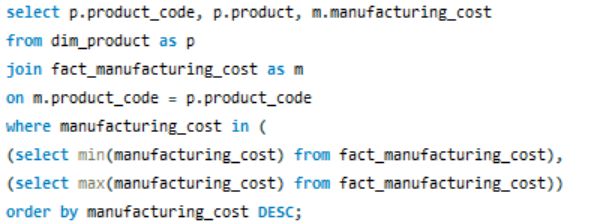 select p.product_code, p.product, m.manufacturing_cost
from dim_product as p
join fact_manufacturing_cost as m
on m.product_code = p.product_code
where manufacturing_cost in (
(select min(manufacturing_cost) from fact_manufacturing_cost),
(select max(manufacturing_cost) from fact_manufacturing_cost))
order by manufacturing_cost DESC;